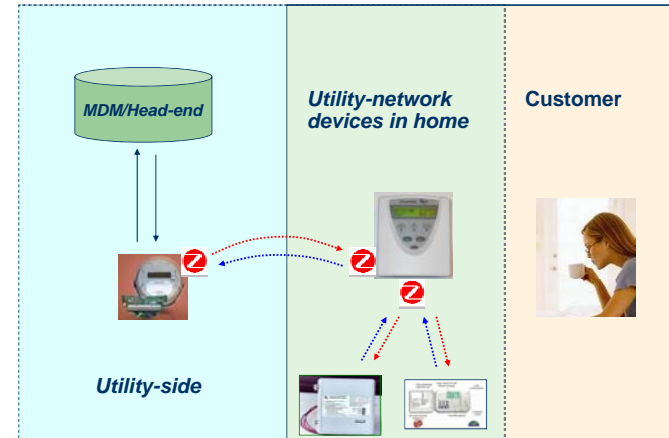 MDM/Head-end
Utility-network
devices in home
Customer
Z
Z
Z
Utility-side